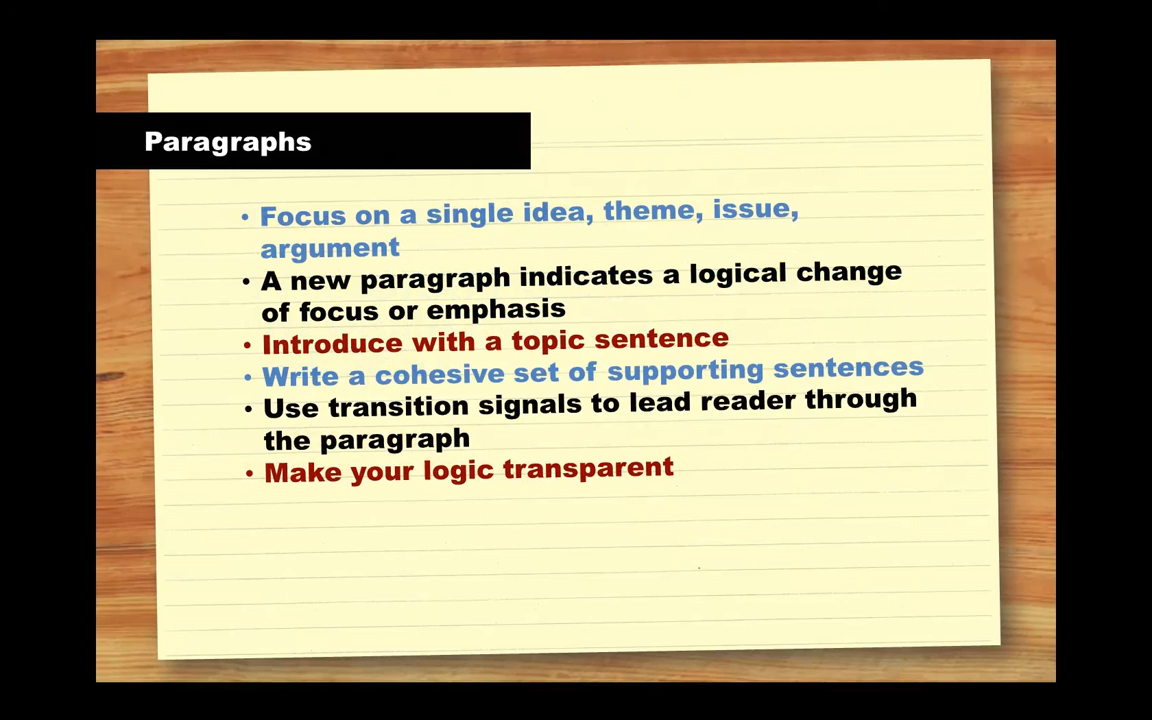 Paragraphs
• Focus on a single idea, theme, issue,
argument
• A new paragraph indicates a logical change
of focus or emphasis
• Introduce with a topic sentence
• Write a cohesive set of supporting sentences
• Use transition signals to lead reader through
the paragraph
• Make your logic transparent